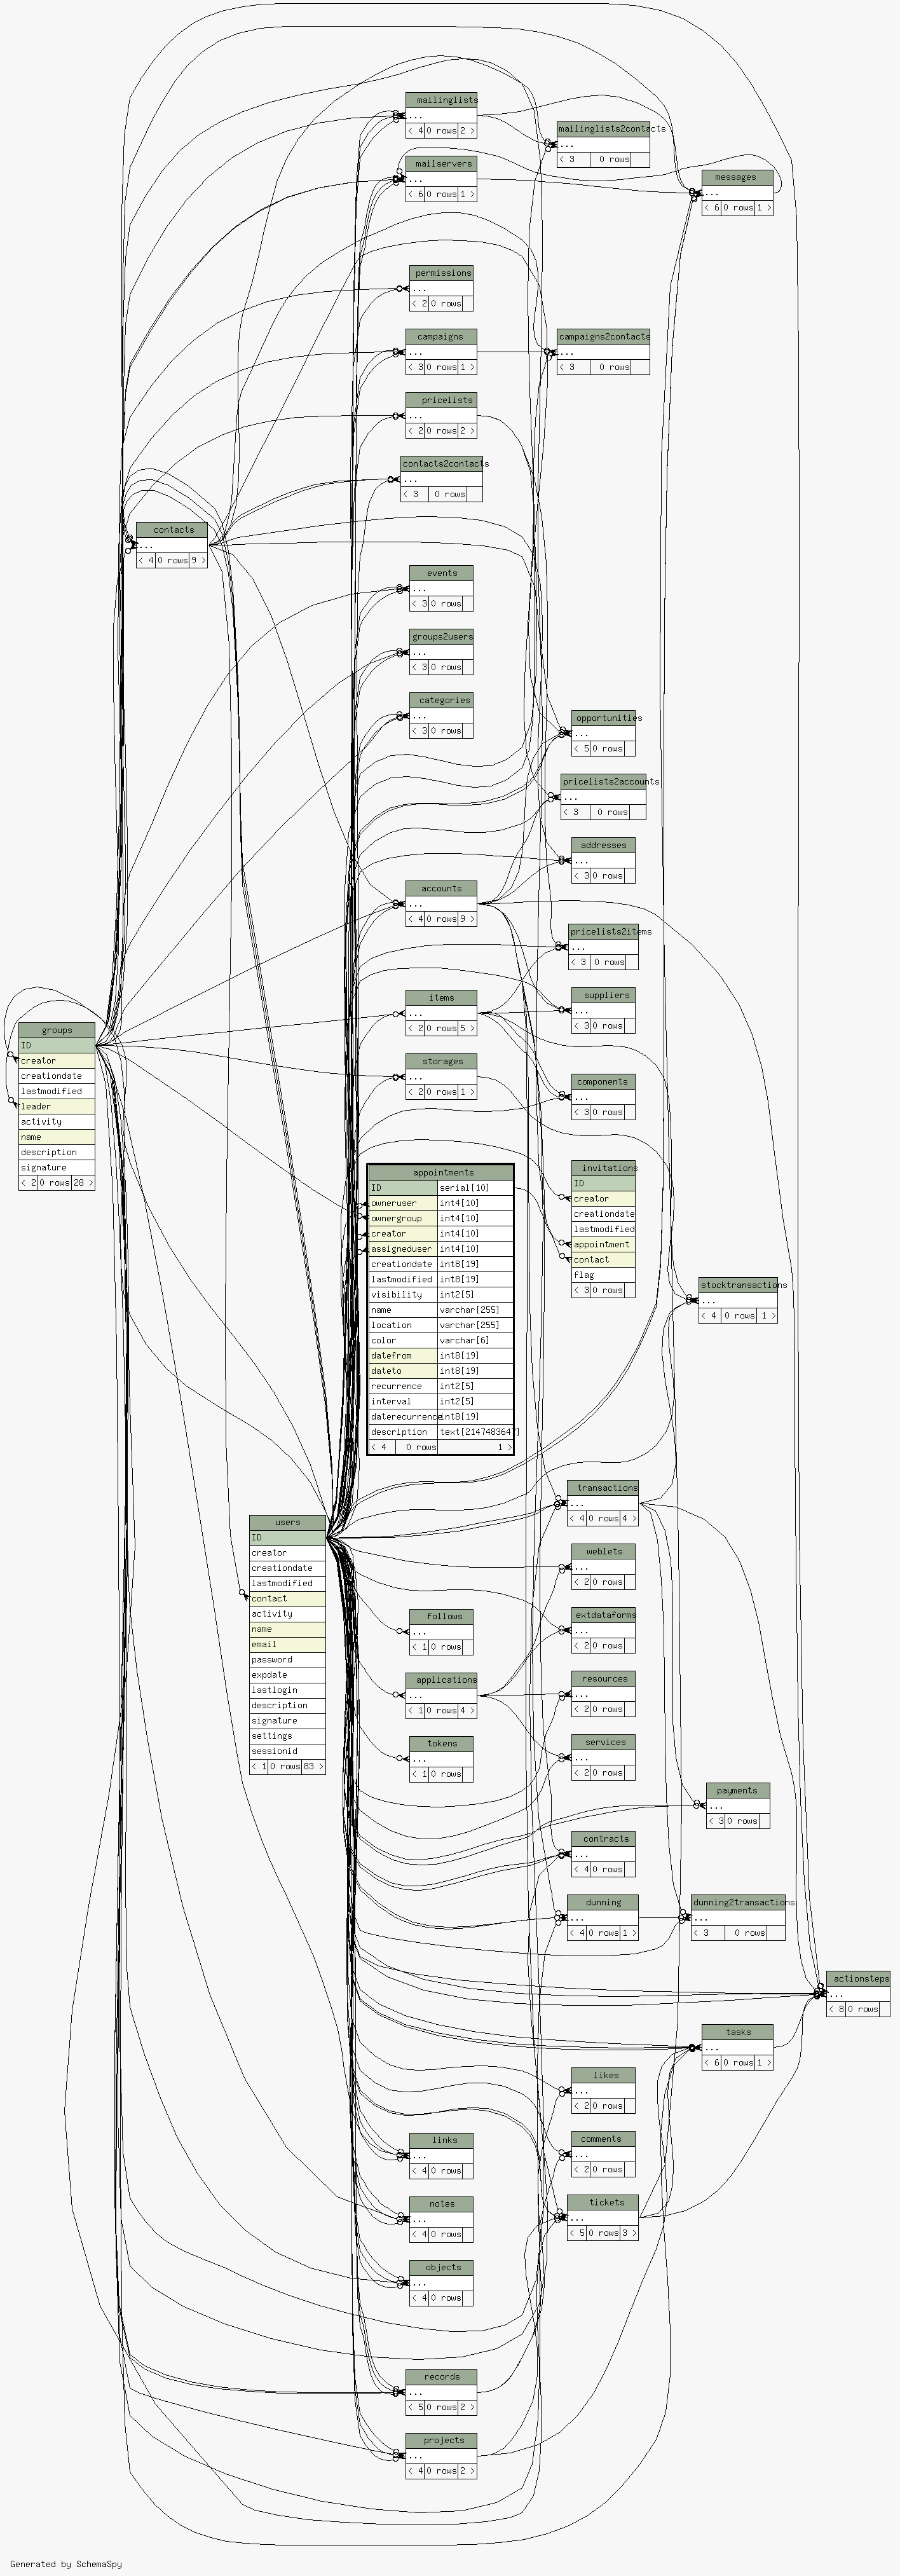 mailinglists
...
< 4 0 rows 2 >
mailinglists2contacts
...
< 3 0 rows
mailservers
...
< 6 0 rows 1 >
messages
...
< 6 0 rows 1 >
permissions
...
< 2 0 rows
campaigns
...
< 3 0 rows 1 >
campaigns2contacts
...
< 3 0 rows
pricelists
...
< 2 0 rows 2 >
contacts2contacts
...
< 3 0 rows
contacts
...
< 4 0 rows 9 >
events
...
< 3 0 rows
groups2users
...
< 3 0 rows
categories
...
< 3 0 rows
opportunities
...
< 5 0 rows
pricelists2accounts
...
< 3 0 rows
addresses
...
< 3 0 rows
accounts
...
< 4 0 rows 9 >
pricelists2items
...
< 3 0 rows
items
...
< 2 0 rows 5 >
suppliers
...
< 3 0 rows
groups
ID
creator
creationdate
lastmodified
leader
activity
name
description
signature
< 2 0 rows 28 >
storages
...
< 2 0 rows 1 >
components
...
< 3 0 rows
appointments
ID serial[10]
owneruser int4[10]
ownergroup int4[10]
creator int4[10]
assigneduser int4[10]
creationdate int8[19]
lastmodified int8[19]
visibility int2[5]
name varchar[255]
location varchar[255]
color varchar[6]
datefrom int8[19]
dateto int8[19]
recurrence int2[5]
interval int2[5]
daterecurrence int8[19]
description text[2147483647]
< 4 0 rows 1 >
invitations
ID
creator
creationdate
lastmodified
appointment
contact
flag
< 3 0 rows
stocktransactions
...
< 4 0 rows 1 >
transactions
...
< 4 0 rows 4 >
users
ID
creator
creationdate
lastmodified
contact
activity
name
email
password
expdate
lastlogin
description
signature
settings
sessionid
< 1 0 rows 83 >
weblets
...
< 2 0 rows
follows
...
< 1 0 rows
extdataforms
...
< 2 0 rows
applications
...
< 1 0 rows 4 >
resources
...
< 2 0 rows
tokens
...
< 1 0 rows
services
...
< 2 0 rows
payments
...
< 3 0 rows
contracts
...
< 4 0 rows
dunning
...
< 4 0 rows 1 >
dunning2transactions
...
< 3 0 rows
actionsteps
...
< 8 0 rows
tasks
...
< 6 0 rows 1 >
likes
...
< 2 0 rows
links
...
< 4 0 rows
comments
...
< 2 0 rows
notes
...
< 4 0 rows
tickets
...
< 5 0 rows 3 >
objects
...
< 4 0 rows
records
...
< 5 0 rows 2 >
projects
...
< 4 0 rows 2 >
Generated by SchemaSpy